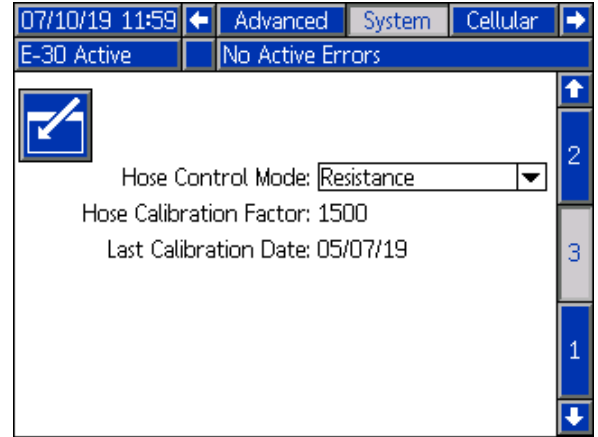 07/10/19 11:59 Advanced System Cellular
E-30 Active No Active Errors
2
Hose Control Mode: Resistance
Hose Calibration Factor: 1500
Last Calibration Date: 05/07/19
3
1